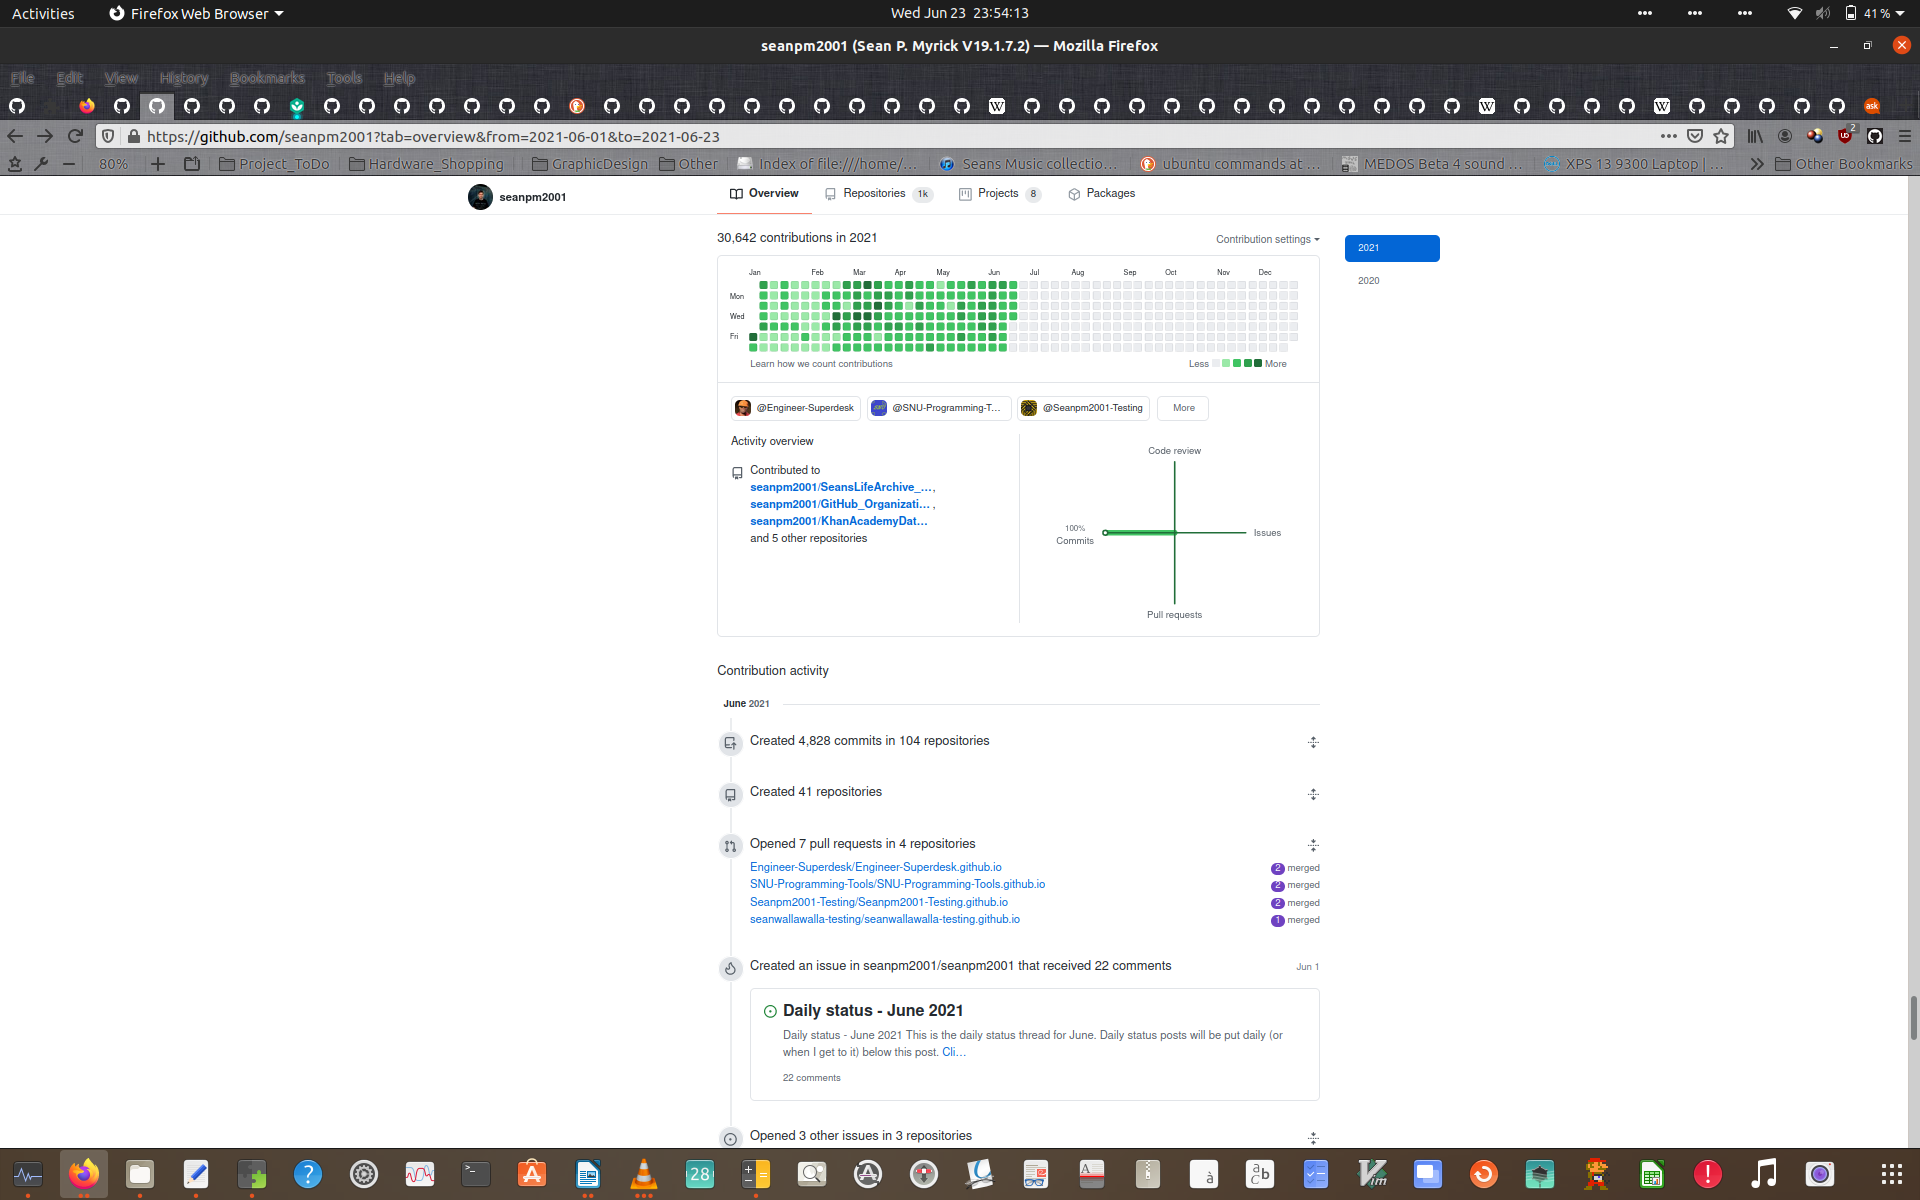 Activities
Firefox Web Browser
Wed Jun 23 23:54:13
41 %
seanpm2001 (Sean P. Myrick V19.1.7.2) — Mozilla Firefox
File Edit View History Bookmarks Tools Help
https://github.com/seanpm2001?tab=overview&from=2021-06-01&to=2021-06-23
2
80%
Project_ToDo
Hardware_Shopping
GraphicDesign
Other
Index of file:///home/...
Seans Music collectio...
ubuntu commands at ...
MEDOS Beta 4 sound ...
XPS 13 9300 Laptop | ...
Other Bookmarks
seanpm2001
Overview
Repositories 1k
Projects 8
Packages
30,642 contributions in 2021
Contribution settings
2021
2020
Jan Feb Mar Apr May Jun Jul Aug Sep Oct Nov Dec
Mon
Wed
Fri
Learn how we count contributions
Less More
@Engineer-Superdesk
@SNU-Programming-T...
@Seanpm2001-Testing
More
Activity overview
Contributed to
seanpm2001/SeansLifeArchive_...,
seanpm2001/GitHub_Organizati... ,
seanpm2001/KhanAcademyDat...
and 5 other repositories
Code review
100%
Commits
Issues
Pull requests
Contribution activity
June 2021
Created 4,828 commits in 104 repositories
Created 41 repositories
Opened 7 pull requests in 4 repositories
Engineer-Superdesk/Engineer-Superdesk.github.io 2 merged
SNU-Programming-Tools/SNU-Programming-Tools.github.io 2 merged
Seanpm2001-Testing/Seanpm2001-Testing.github.io 2 merged
seanwallawalla-testing/seanwallawalla-testing.github.io 1 merged
Created an issue in seanpm2001/seanpm2001 that received 22 comments Jun 1
Daily status - June 2021
Daily status - June 2021 This is the daily status thread for June. Daily status posts will be put daily (or
when I get to it) below this post. Cli...
22 comments
Opened 3 other issues in 3 repositories
28